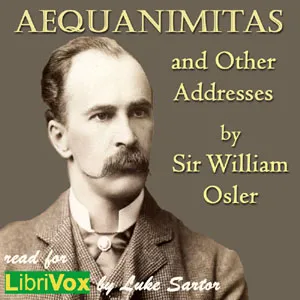 AEQUANIMITAS
and Other
Addresses
by
Sir William
Osler
read for
LibriVox
by Luke Sartor